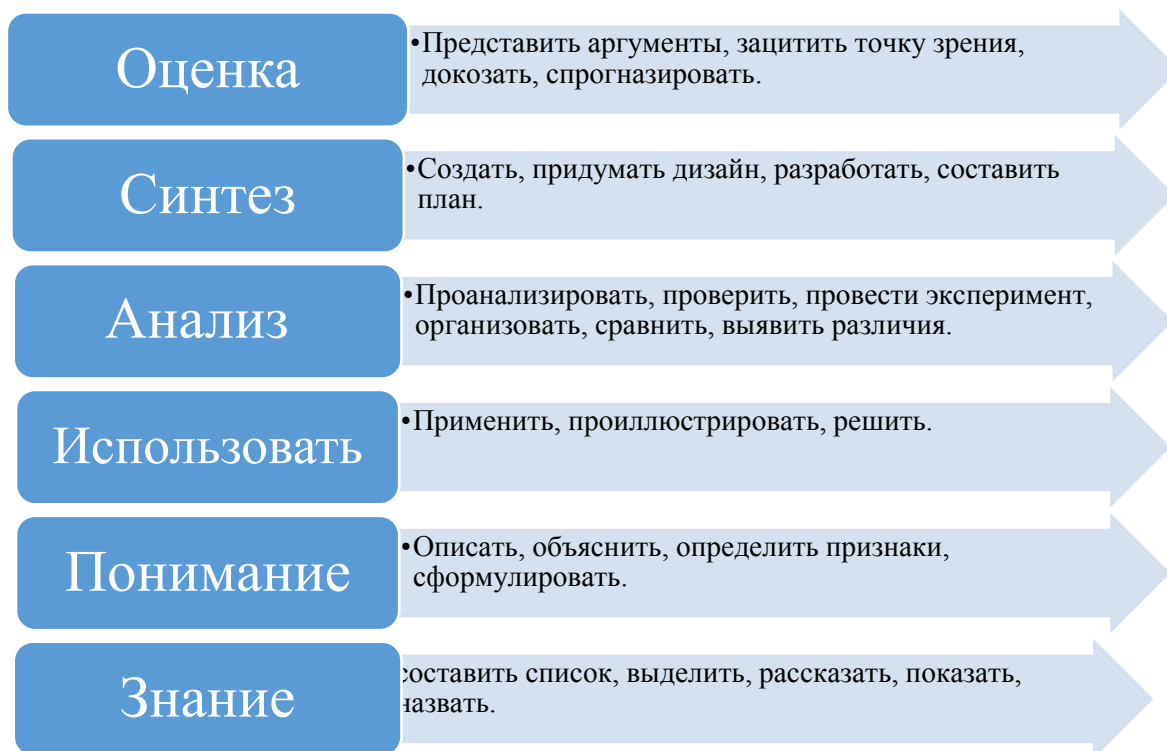 Оценка
•Представить аргументы, зацитить точку зрения,
докозать, спрогназировать.
Синтез
•Создать, придумать дизайн, разработать, составить
план.
Анализ
•Проанализировать, проверить, провести эксперимент,
организовать, сравнить, выявить различия.
Использовать
•Применить, проиллюстрировать, решить.
Понимание
•Описать, объяснить, определить признаки,
сформулировать.
Знание
составить список, выделить, рассказать, показать,
назвать.